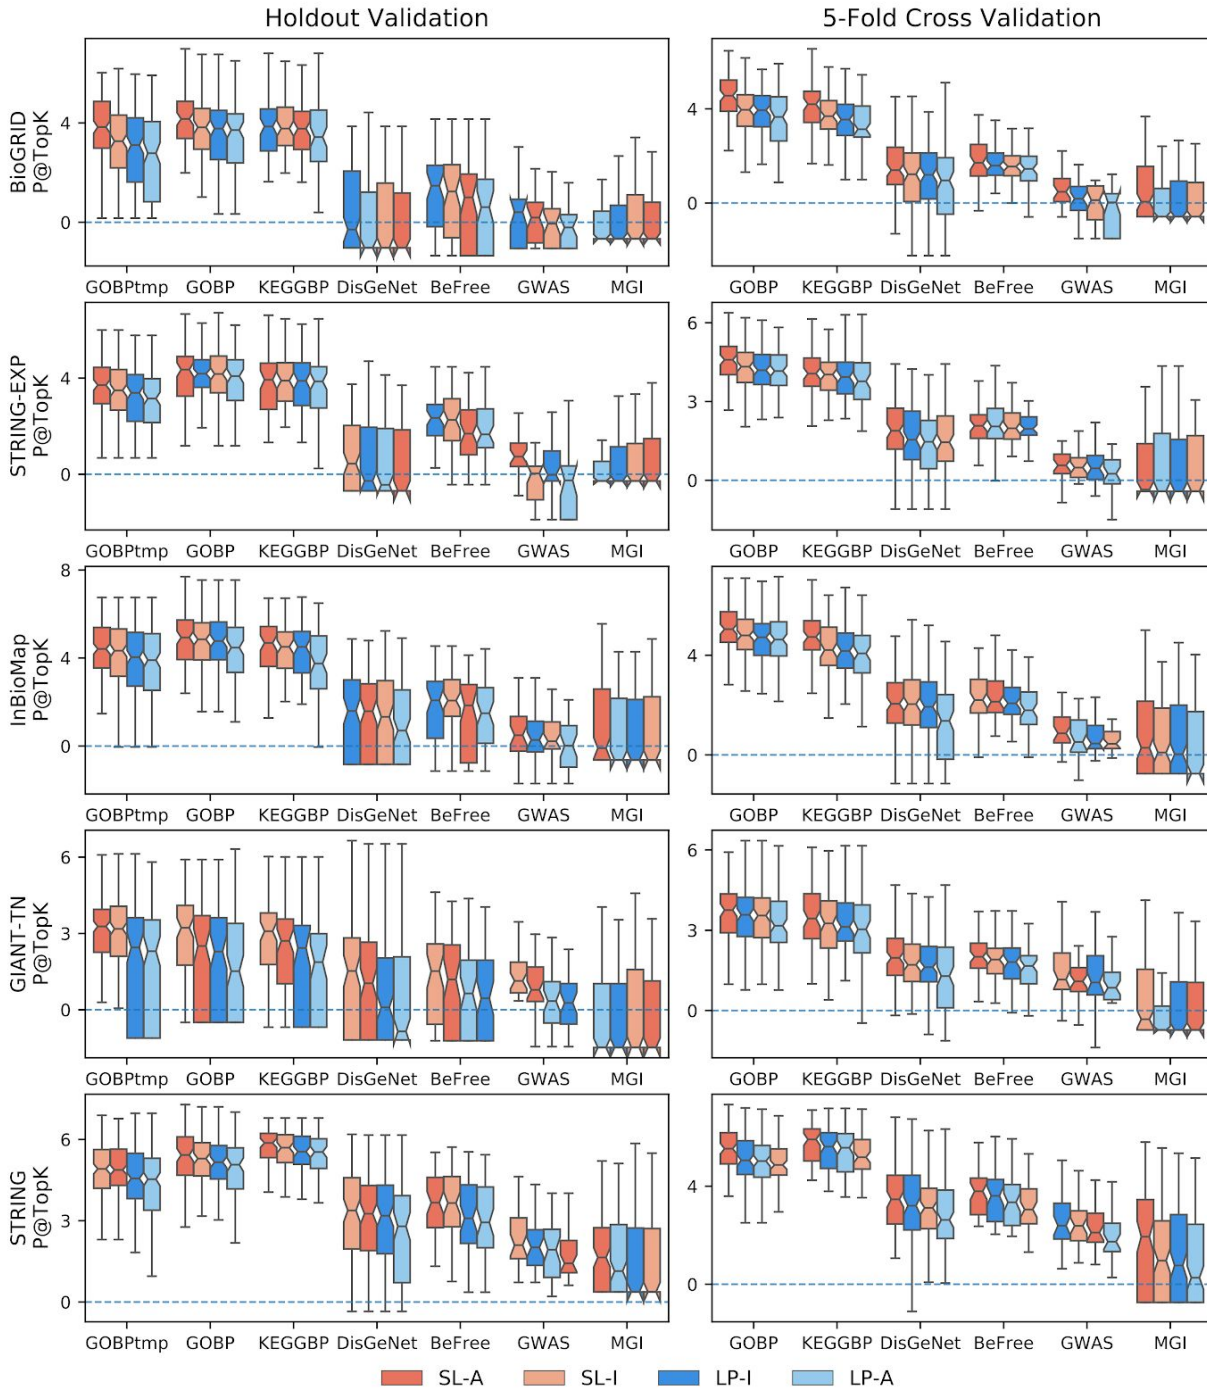 Holdout Validation
5-Fold Cross Validation
BioGRID
P@TopK
4
0
4
0
GOBPtmp GOBP KEGGBP DisGeNet BeFree GWAS MGI
GOBP KEGGBP DisGeNet BeFree GWAS MGI
STRING-EXP
P@TopK
4
0
6
3
0
GOBPtmp GOBP KEGGBP DisGeNet BeFree GWAS MGI
GOBP KEGGBP DisGeNet BeFree GWAS MGI
InBioMap
P@TopK
8
4
0
4
0
GOBPtmp GOBP KEGGBP DisGeNet BeFree GWAS MGI
GOBP KEGGBP DisGeNet BeFree GWAS MGI
GIANT-TN
P@TopK
6
3
0
6
3
0
GOBPtmp GOBP KEGGBP DisGeNet BeFree GWAS MGI
GOBP KEGGBP DisGeNet BeFree GWAS MGI
STRING
P@TopK
6
3
0
4
0
GOBPtmp GOBP KEGGBP DisGeNet BeFree GWAS MGI
GOBP KEGGBP DisGeNet BeFree GWAS MGI
SL-A SL-I LP-I LP-A